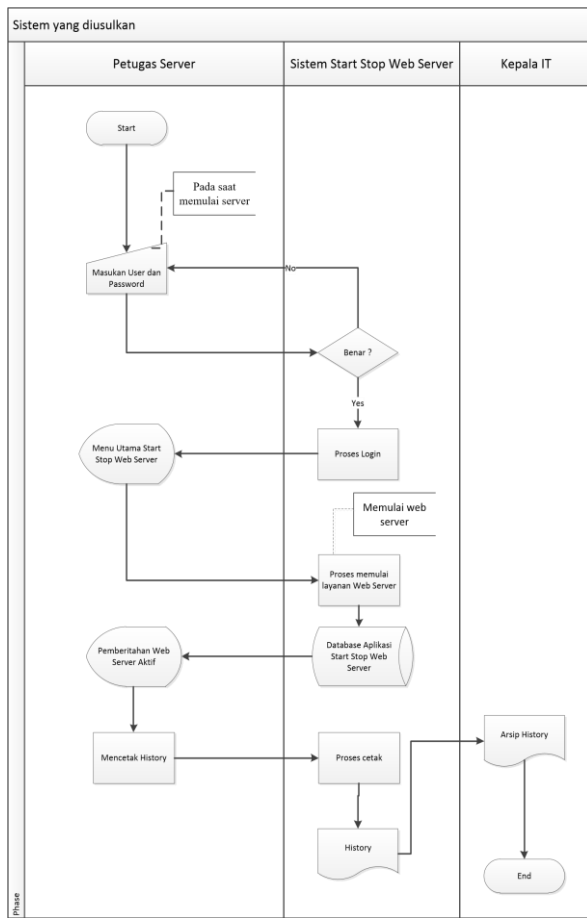 Sistem yang diusulkan
Petugas Server
Sistem Start Stop Web Server
Kepala IT
Start
Pada saat
memulai server
Masukan User dan
Password
No
Benar ?
Yes
Menu Utama Start
Stop Web Server
Proses Login
Memulai web
server
Proses memulai
layanan Web Server
Pemberitahan Web
Server Aktif
Database Aplikasi
Start Stop Web
Server
Mencetak History
Proses cetak
Arsip History
History
End
Phase